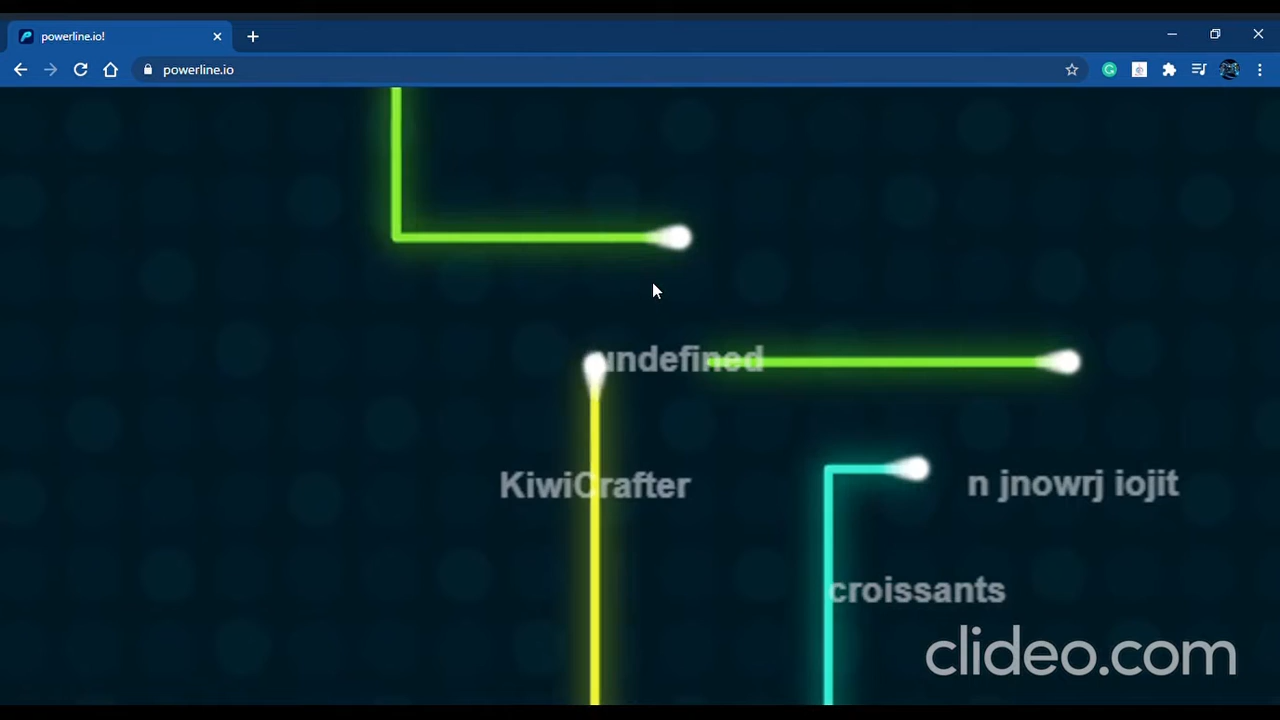 powerline.io!
powerline.io
undefined
KiwiCrafter
n jnowrj iojit
croissants
clideo.com